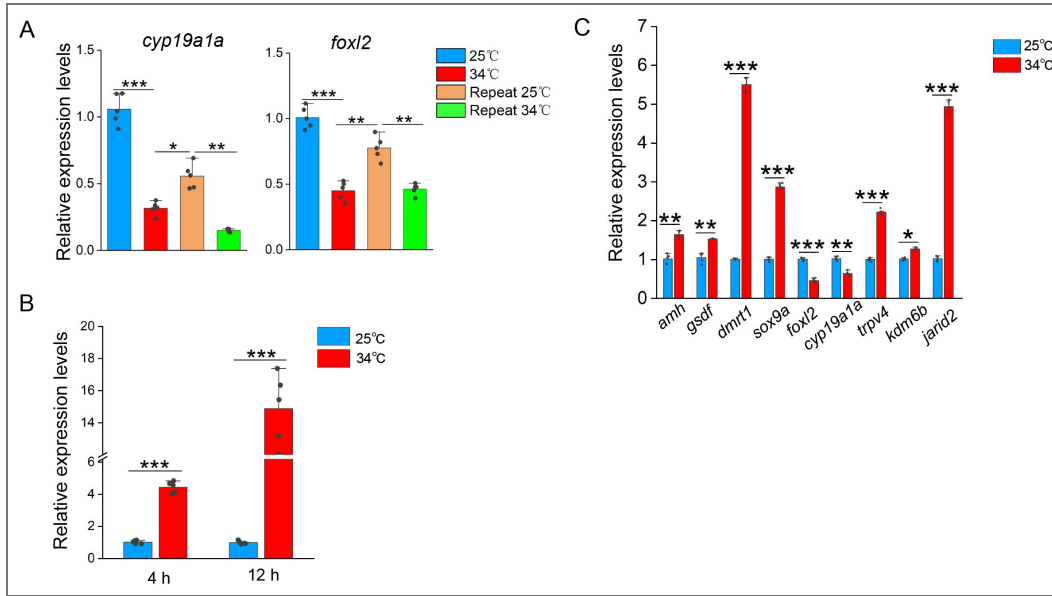 A
cyp19a1a
foxl2
Relative expression levels
1.5
1.0
0.5
0.0
***
*
**
1.5
1.0
0.5
0.0
***
**
**
25℃
34℃
Repeat 25℃
Repeat 34℃
B
Relative expression levels
20
18
16
14
6
4
2
0
***
***
4 h
12 h
25℃
34℃
C
Relative expression levels
7
6
5
4
3
2
1
0
**
**
***
***
***
**
***
*
***
amh
gsdf
dmrt1
sox9a
foxl2
cyp19a1a
trpv4
kdm6b
jarid2
25℃
34℃